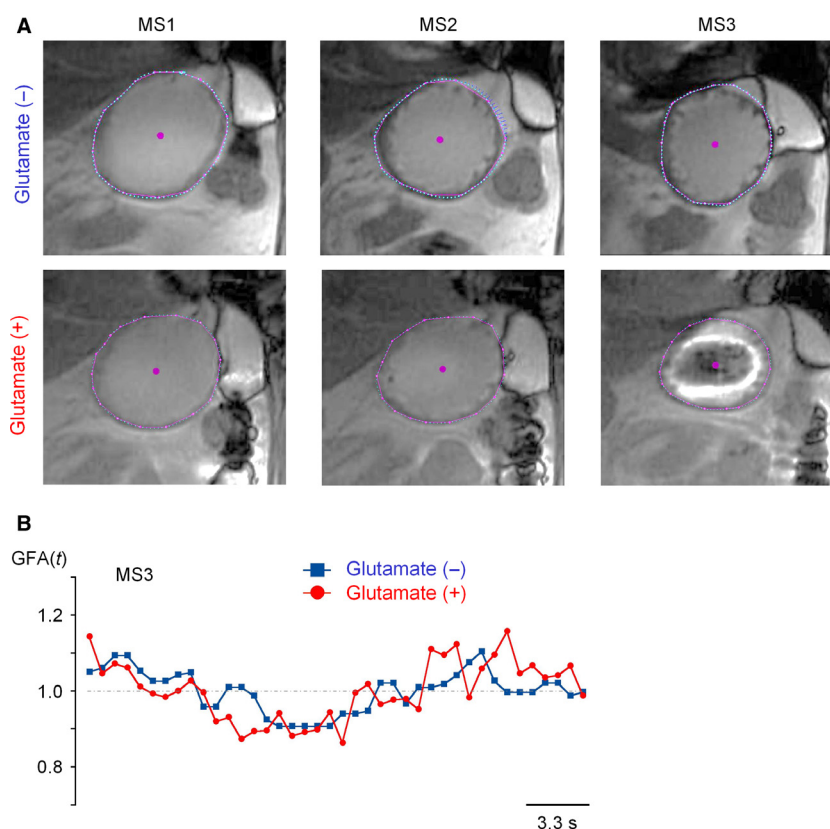 A
MS1 MS2 MS3
Glutamate (–)
Glutamate (+)
B
GFA(t)
MS3
Glutamate (–)
Glutamate (+)
1.2
1.0
0.8
3.3 s